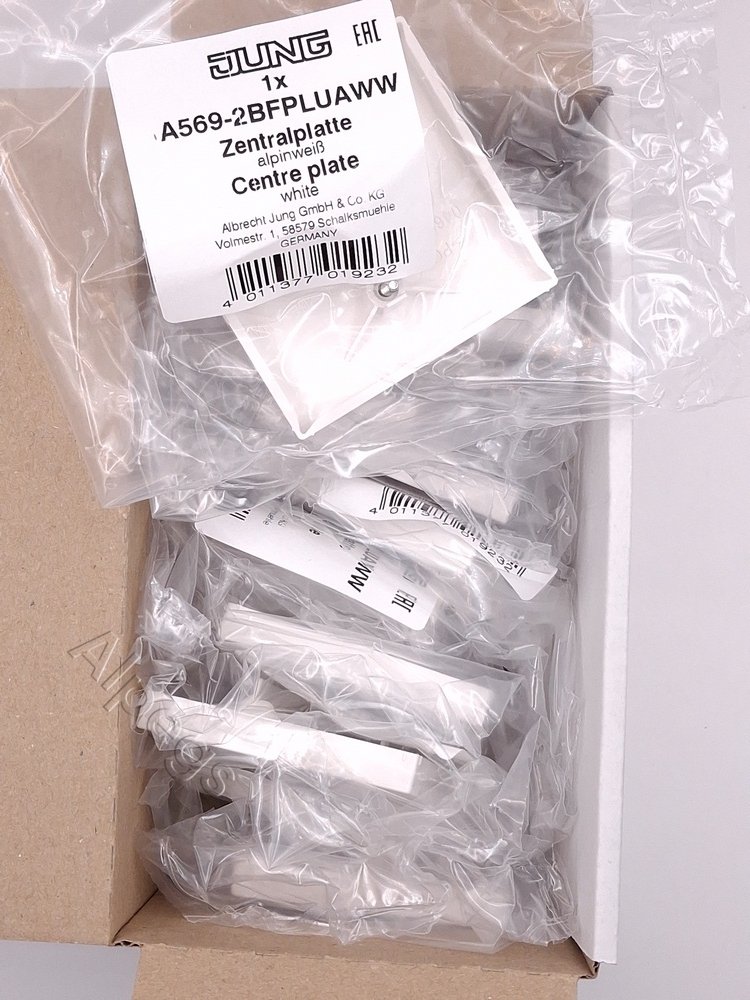 JUNG
EAC
1x
A569-2BFPLUAWW
Zentralplatte
alpinweiß
Centre plate
white
Albrecht Jung GmbH & Co. KG
Volmestr. 1, 58579 Schalksmuehle
GERMANY
4 011377 019232
EAC